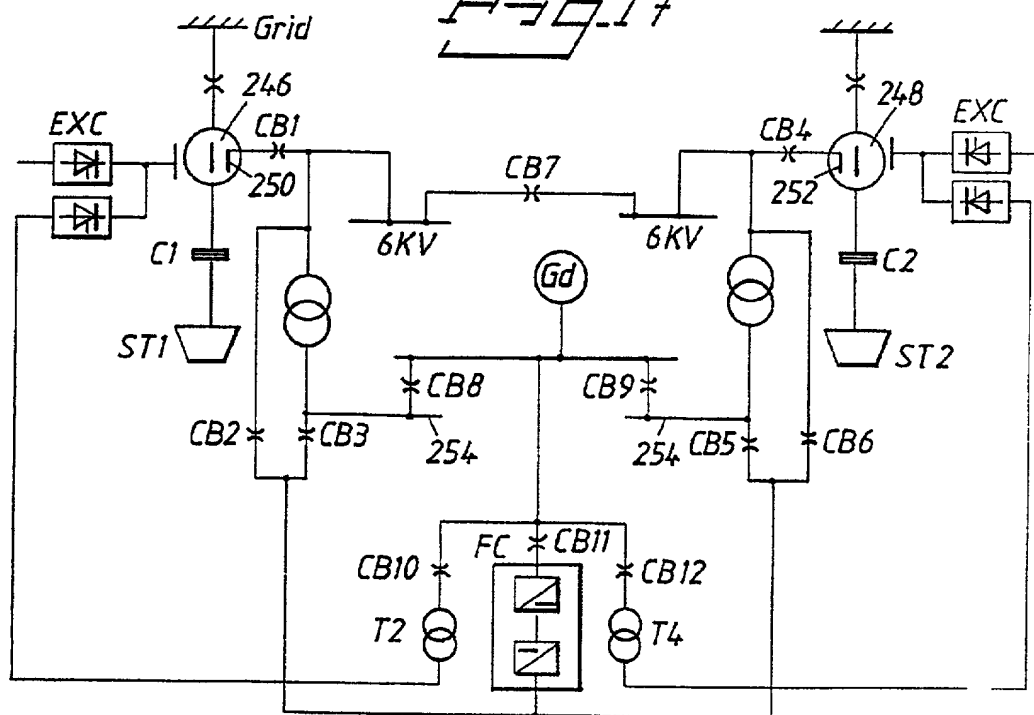 Fig_17
Grid
246
248
EXC
CB1
CB4
EXC
250
CB7
252
6KV
6KV
C1
Gd
C2
ST1
ST2
CB8
CB9
CB2
CB3
254
254
CB5
CB6
FC
CB11
CB10
CB12
T2
T4